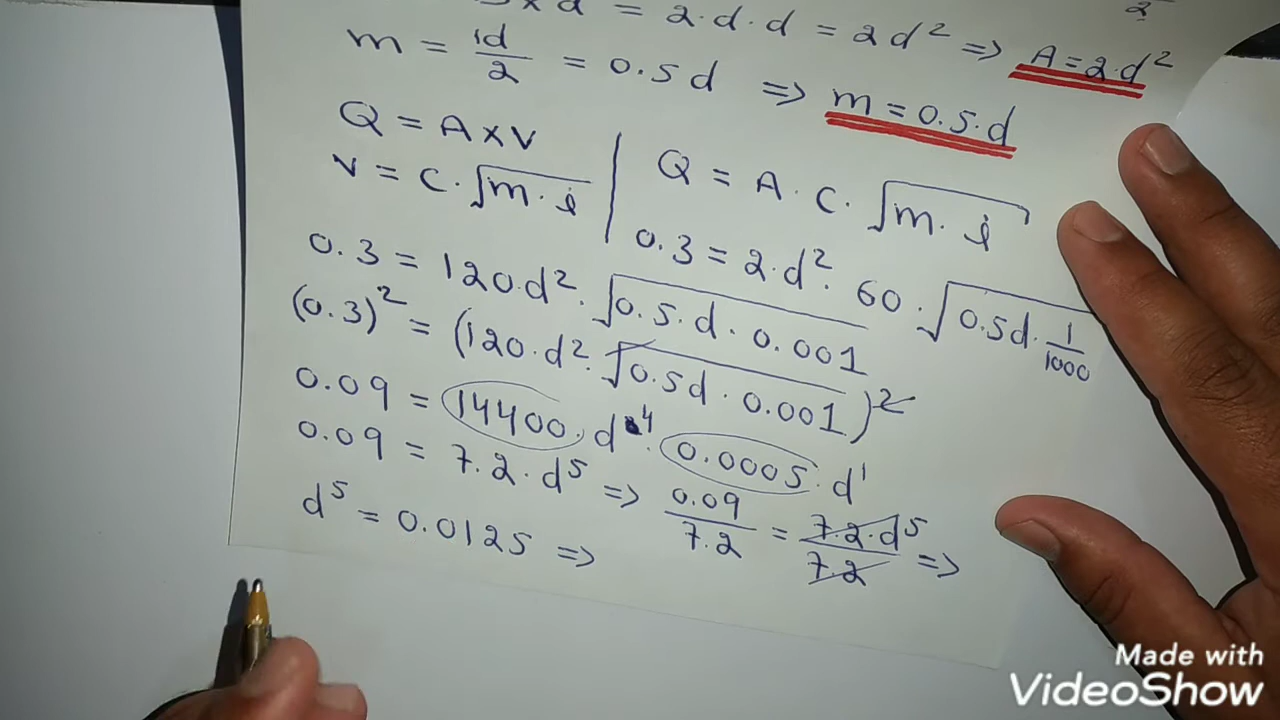 × d = 2·d·d = 2d² ⇒ A = 2·d²
2
m = 1d/2 = 0.5d ⇒ m = 0.5·d
Q = A×V
V = C·√m·i
Q = A·C·√m·i
0.3 = 2·d²·60·√0.5d·1/1000
0.3 = 120·d²·√0.5·d·0.001
(0.3)² = (120·d²·√0.5d·0.001)²
0.09 = 14400·d⁴·0.0005·d¹
0.09 = 7.2·d⁵ ⇒ 0.09/7.2 = 7.2·d⁵/7.2 ⇒
d⁵ = 0.0125 ⇒
Made with
VideoShow